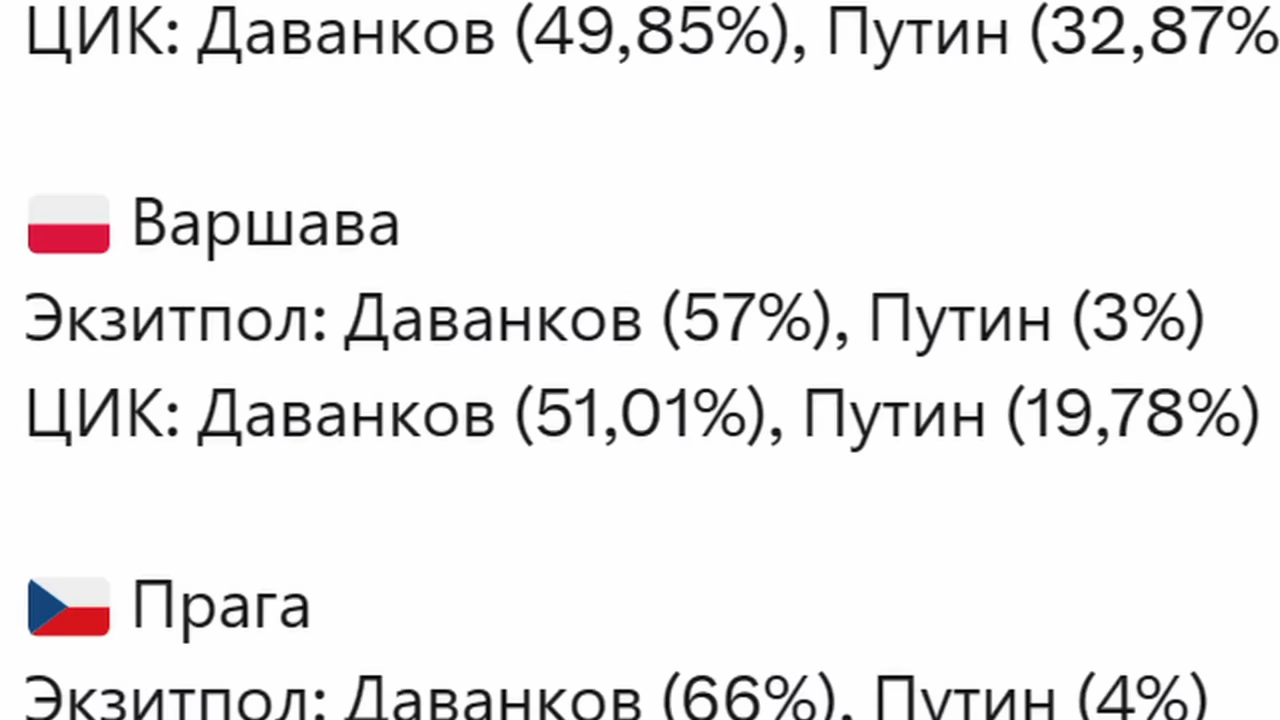 ЦИК: Даванков (49,85%), Путин (32,87%
Варшава
Экзитпол: Даванков (57%), Путин (3%)
ЦИК: Даванков (51,01%), Путин (19,78%)
Прага
Экзитпол: Даванков (66%), Путин (4%)